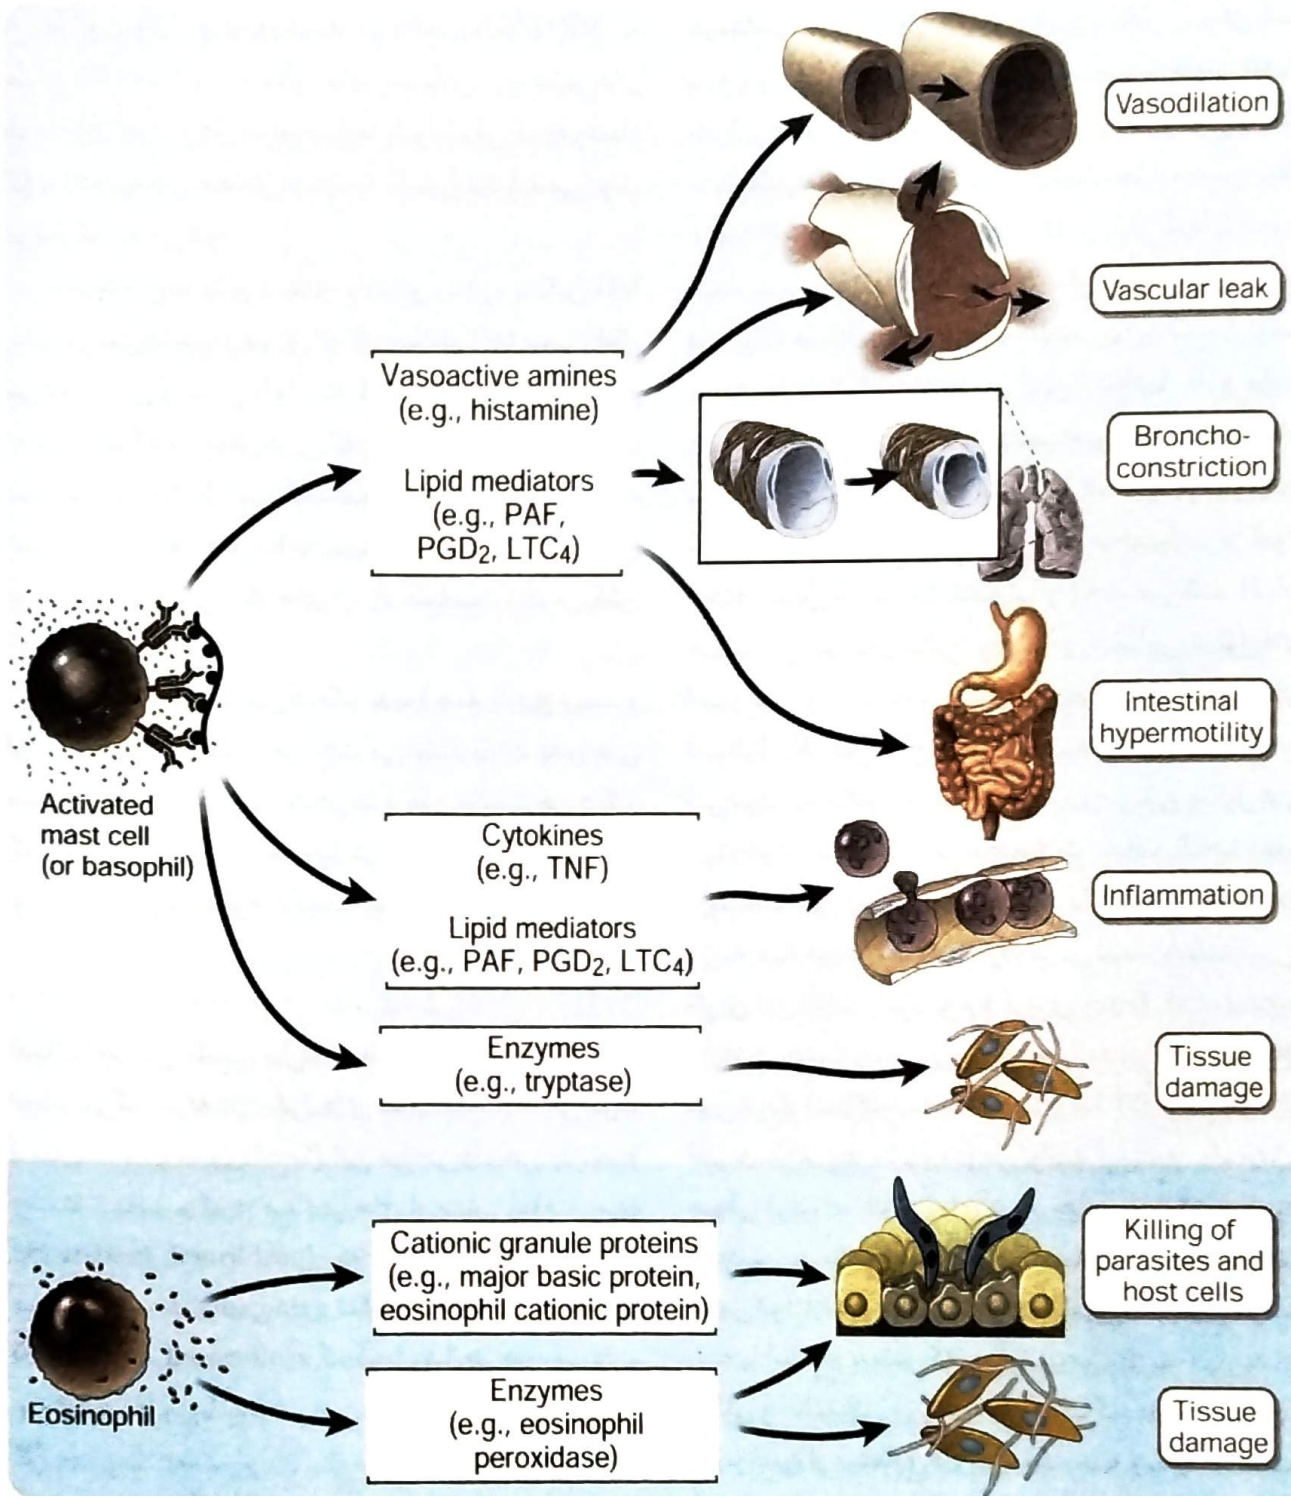 Vasodilation
Vascular leak
Vasoactive amines
(e.g., histamine)
Lipid mediators
(e.g., PAF,
PGD₂, LTC₄)
Broncho-
constriction
Intestinal
hypermotility
Activated
mast cell
(or basophil)
Cytokines
(e.g., TNF)
Lipid mediators
(e.g., PAF, PGD₂, LTC₄)
Inflammation
Enzymes
(e.g., tryptase)
Tissue
damage
Eosinophil
Cationic granule proteins
(e.g., major basic protein,
eosinophil cationic protein)
Killing of
parasites and
host cells
Enzymes
(e.g., eosinophil
peroxidase)
Tissue
damage